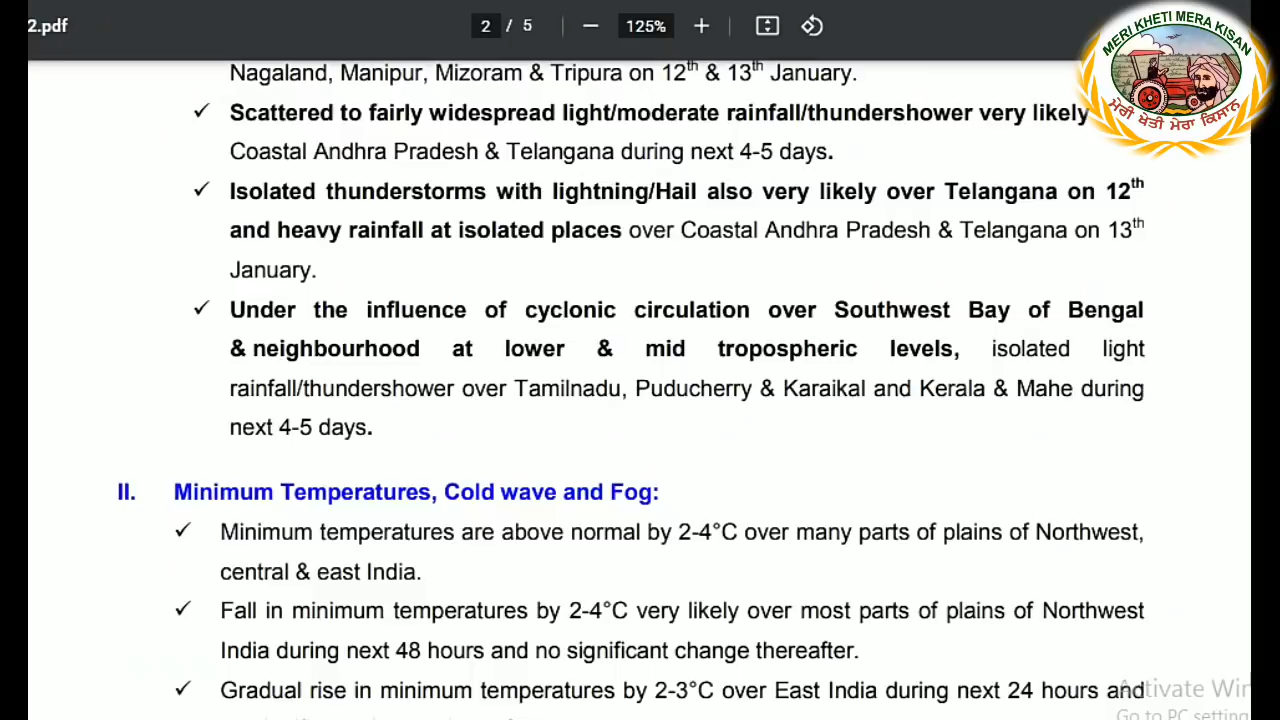 2.pdf
2 / 5
125%
MERI KHETI MERA KISAN
ਮੇਰੀ ਖੇਤੀ ਮੇਰਾ ਕਿਸਾਨ
Nagaland, Manipur, Mizoram & Tripura on 12th & 13th January.
✓ Scattered to fairly widespread light/moderate rainfall/thundershower very likely
Coastal Andhra Pradesh & Telangana during next 4-5 days.
✓ Isolated thunderstorms with lightning/Hail also very likely over Telangana on 12th
and heavy rainfall at isolated places over Coastal Andhra Pradesh & Telangana on 13th
January.
✓ Under the influence of cyclonic circulation over Southwest Bay of Bengal
& neighbourhood at lower & mid tropospheric levels, isolated light
rainfall/thundershower over Tamilnadu, Puducherry & Karaikal and Kerala & Mahe during
next 4-5 days.
II. Minimum Temperatures, Cold wave and Fog:
✓ Minimum temperatures are above normal by 2-4°C over many parts of plains of Northwest,
central & east India.
✓ Fall in minimum temperatures by 2-4°C very likely over most parts of plains of Northwest
India during next 48 hours and no significant change thereafter.
✓ Gradual rise in minimum temperatures by 2-3°C over East India during next 24 hours and
Activate Win
Go to PC setting